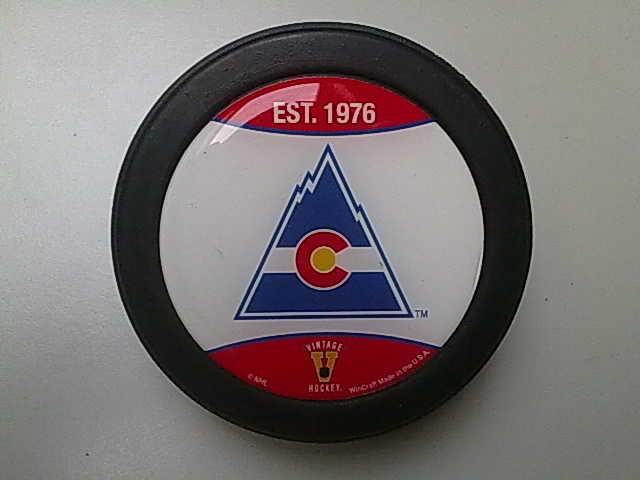 EST. 1976
C
TM
VINTAGE
V
HOCKEY
© NHL
WinCraft Made in the U.S.A.